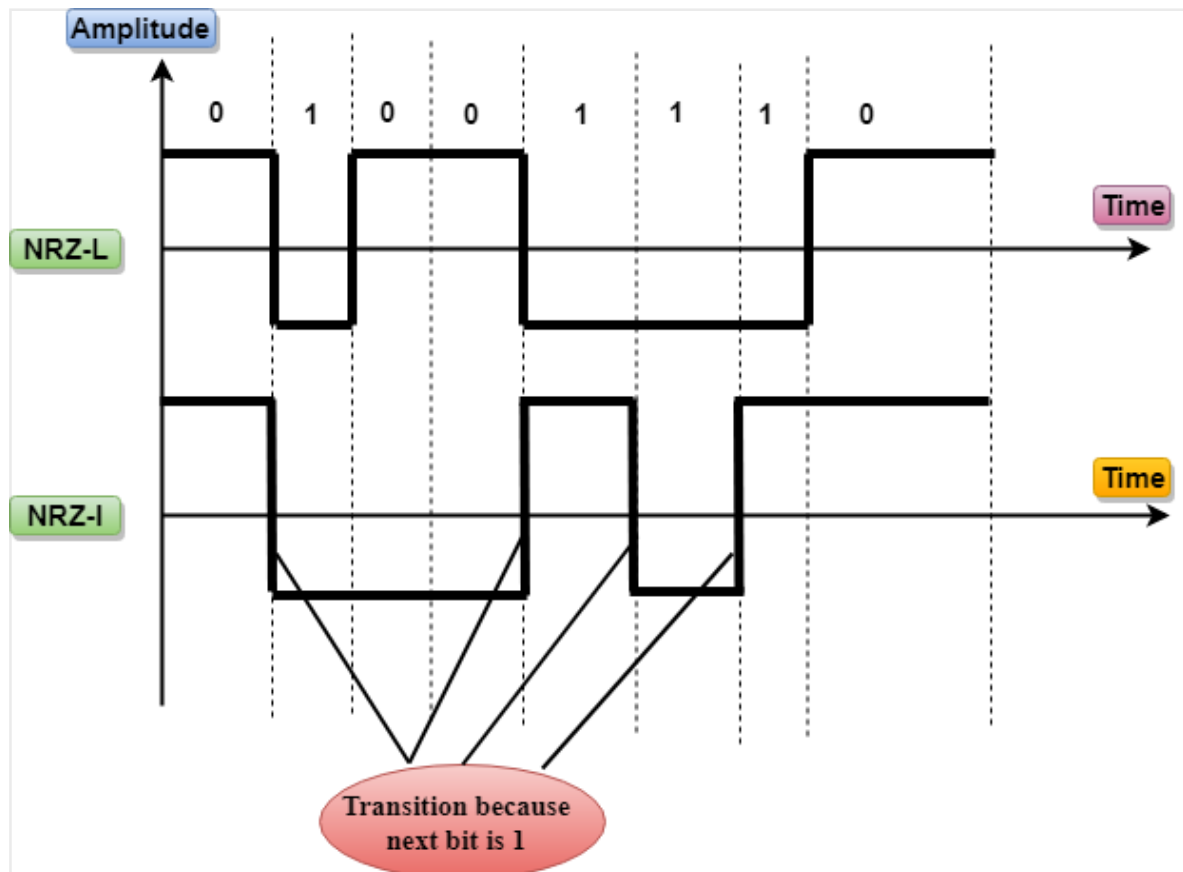 Amplitude
0 1 0 0 1 1 1 0
Time
NRZ-L
Time
NRZ-I
Transition because
next bit is 1